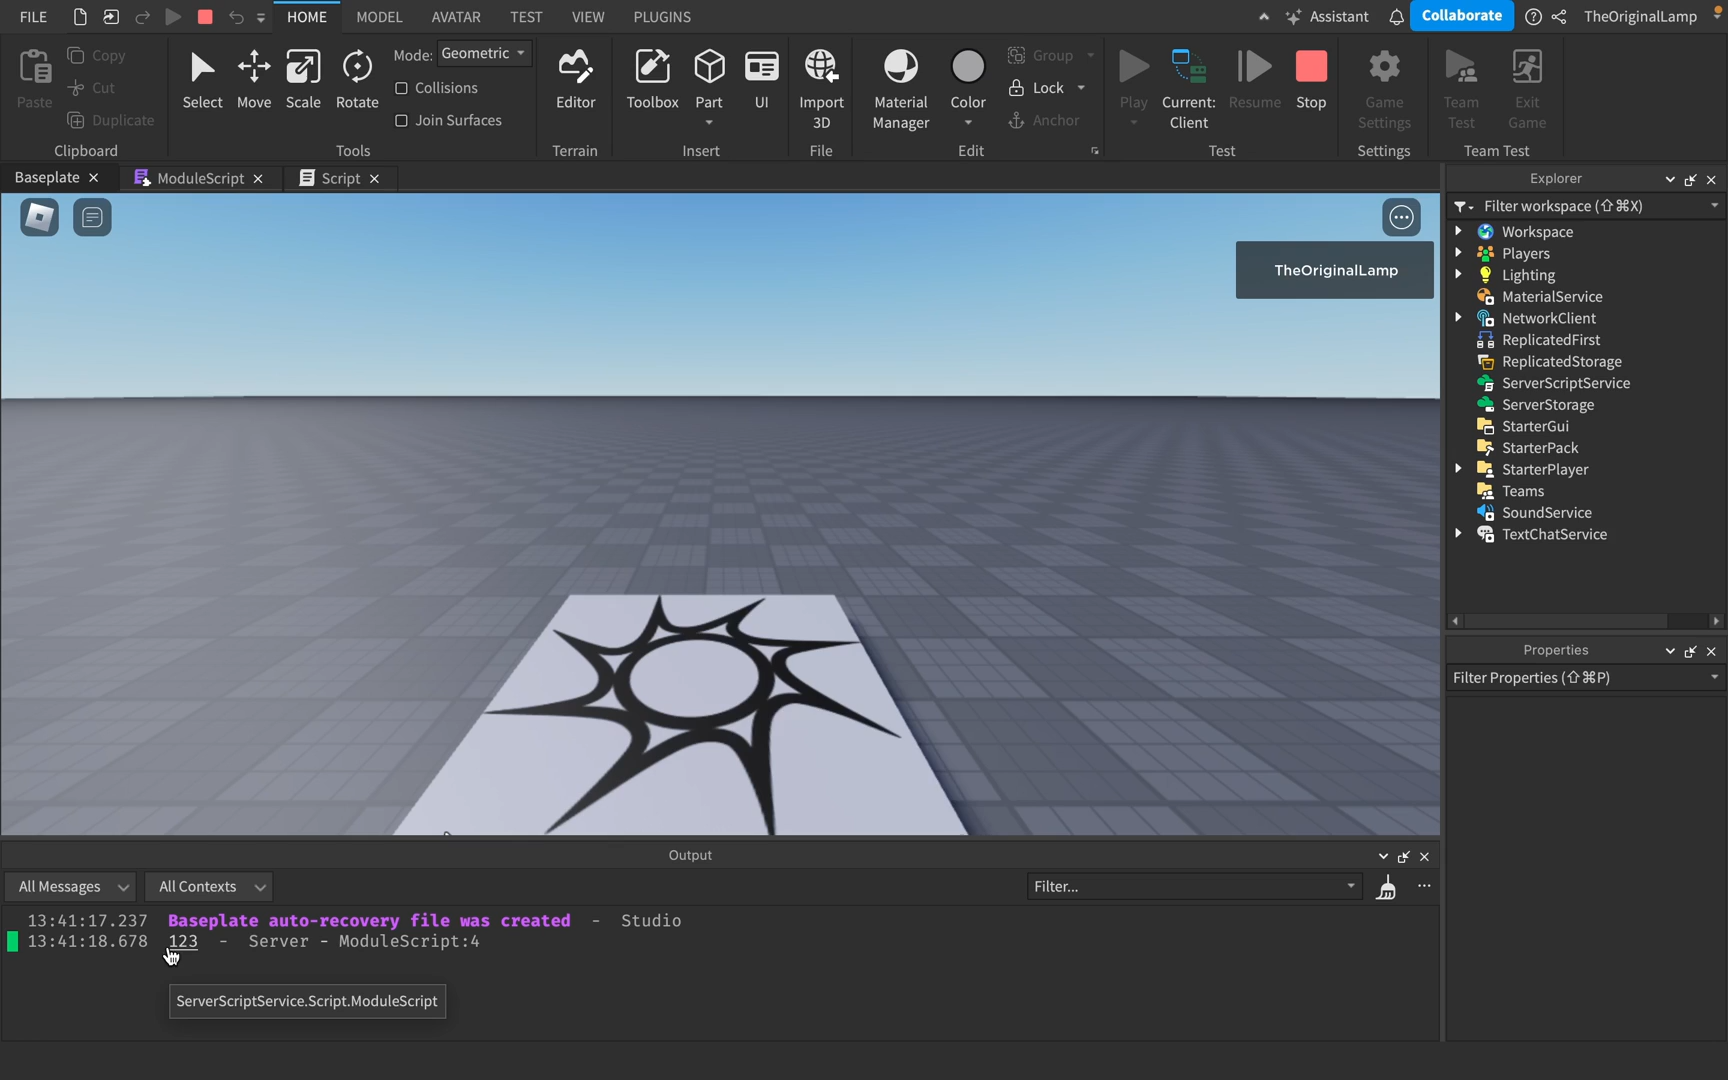 FILE HOME MODEL AVATAR TEST VIEW PLUGINS Assistant Collaborate TheOriginalLamp
Paste Copy Cut Duplicate
Clipboard
Select Move Scale Rotate
Mode: Geometric
Collisions
Join Surfaces
Tools
Editor
Terrain
Toolbox Part UI
Insert
Import 3D
File
Material Manager Color Group Lock Anchor
Edit
Play Current: Client Resume Stop
Test
Game Settings
Settings
Team Test Exit Game
Team Test
Baseplate ModuleScript Script
TheOriginalLamp
Explorer
Filter workspace (⇧⌘X)
Workspace
Players
Lighting
MaterialService
NetworkClient
ReplicatedFirst
ReplicatedStorage
ServerScriptService
ServerStorage
StarterGui
StarterPack
StarterPlayer
Teams
SoundService
TextChatService
Properties
Filter Properties (⇧⌘P)
Output
All Messages All Contexts Filter...
13:41:17.237 Baseplate auto-recovery file was created - Studio
13:41:18.678 123 - Server - ModuleScript:4
ServerScriptService.Script.ModuleScript